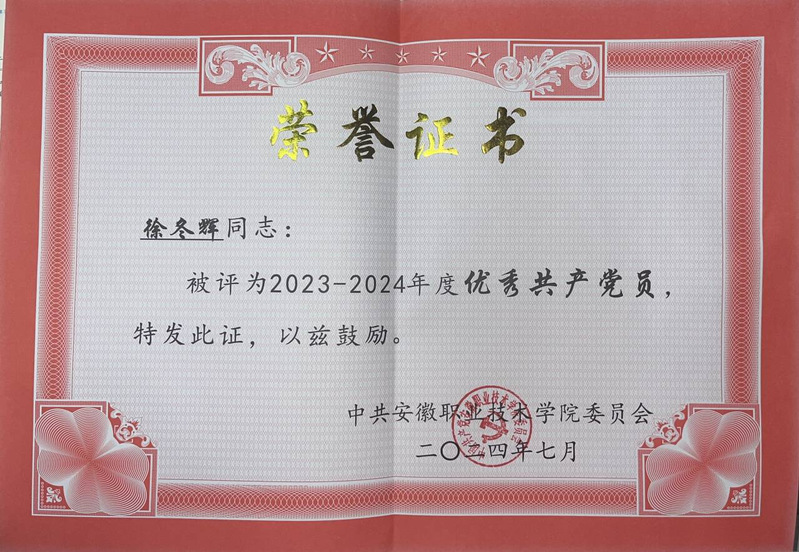 荣誉证书
徐冬辉同志：
被评为2023-2024年度优秀共产党员，
特发此证，以兹鼓励。
中共安徽职业技术学院委员会
二〇二四年七月